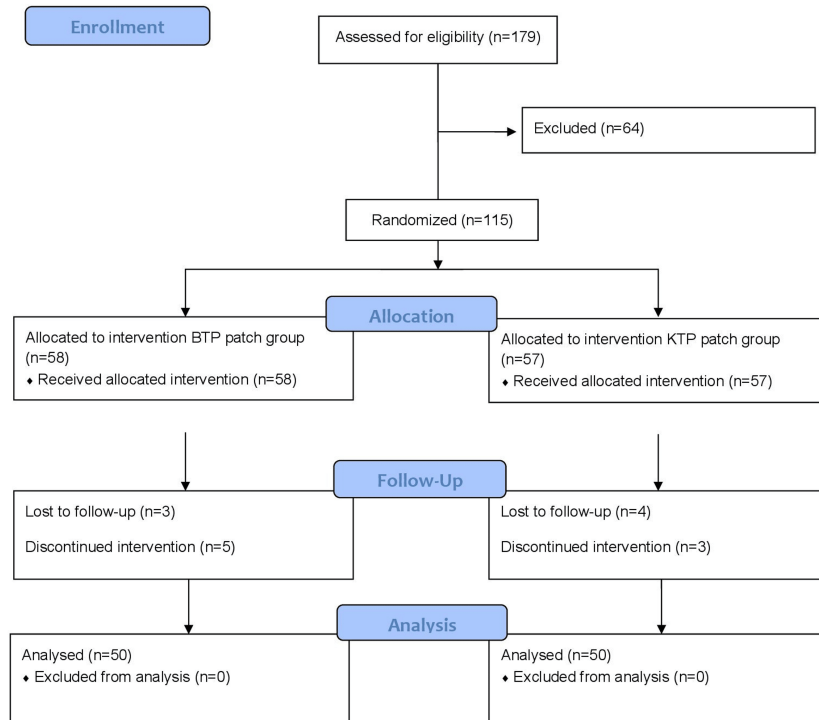 Enrollment
Assessed for eligibility (n=179)
Excluded (n=64)
Randomized (n=115)
Allocation
Allocated to intervention BTP patch group
(n=58)
♦ Received allocated intervention (n=58)
Allocated to intervention KTP patch group
(n=57)
♦ Received allocated intervention (n=57)
Follow-Up
Lost to follow-up (n=3)
Discontinued intervention (n=5)
Lost to follow-up (n=4)
Discontinued intervention (n=3)
Analysis
Analysed (n=50)
♦ Excluded from analysis (n=0)
Analysed (n=50)
♦ Excluded from analysis (n=0)